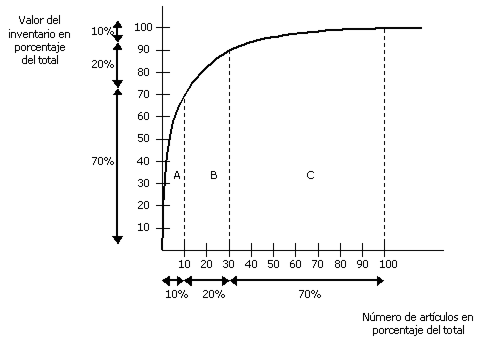 Valor del
inventario en
porcentaje
del total
10%
20%
70%
100
90
80
70
60
50
40
30
20
10
A
B
C
10 20 30 40 50 60 70 80 90 100
10% 20% 70%
Número de artículos en
porcentaje del total